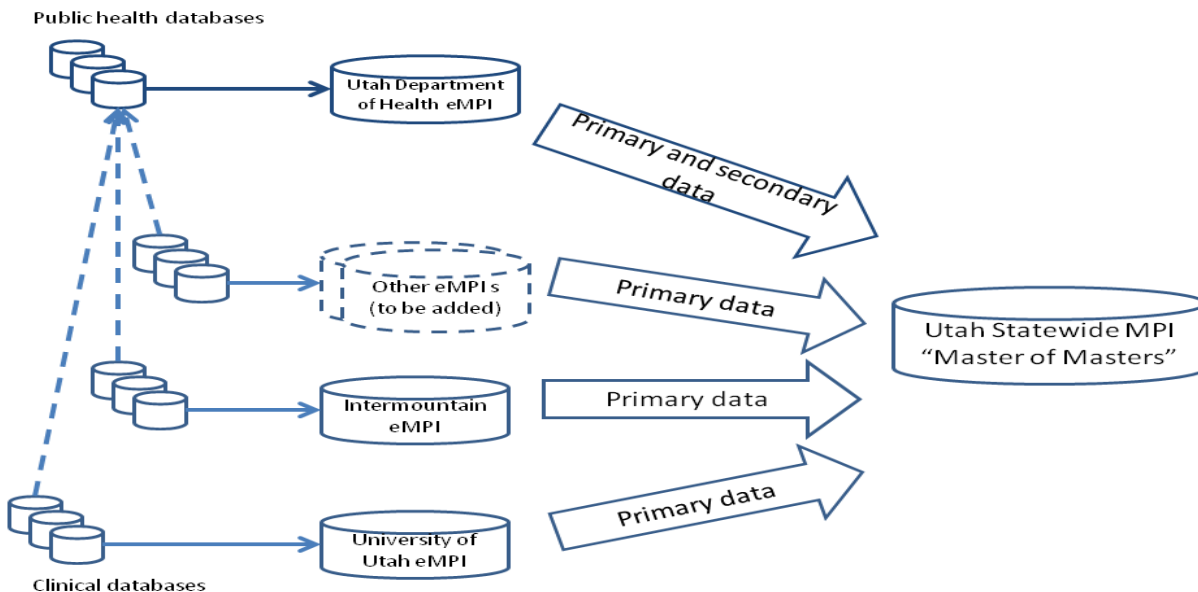 Public health databases
Utah Department
of Health eMPI
Primary and secondary
data
Other eMPI s
(to be added)
Primary data
Utah Statewide MPI
“Master of Masters”
Intermountain
eMPI
Primary data
University of
Utah eMPI
Primary data
Clinical databases